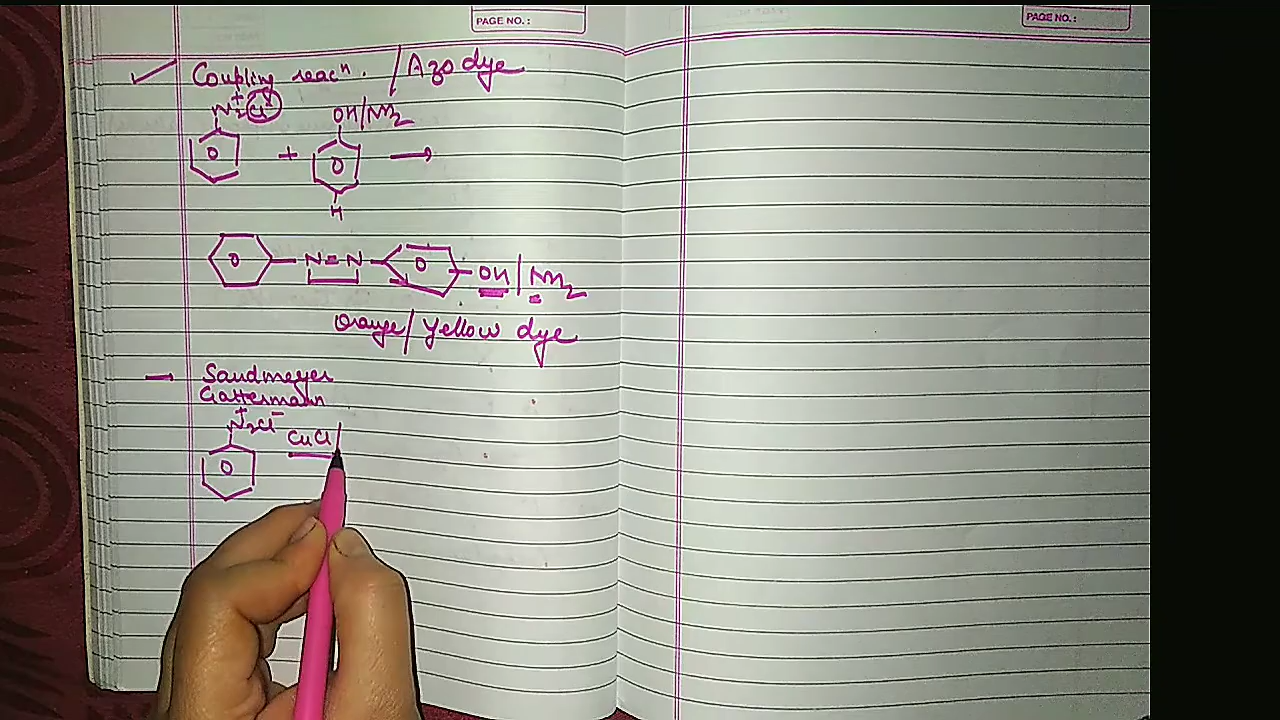 PAGE NO.:
PAGE NO.:
Coupling reacⁿ. / Azo dye
N₂⁺Cl⁻
OH/NH₂
+
H
N=N
OH/NH₂
Orange/Yellow dye
Sandmeyer
Gattermann
N₂⁺Cl⁻ CuCl/